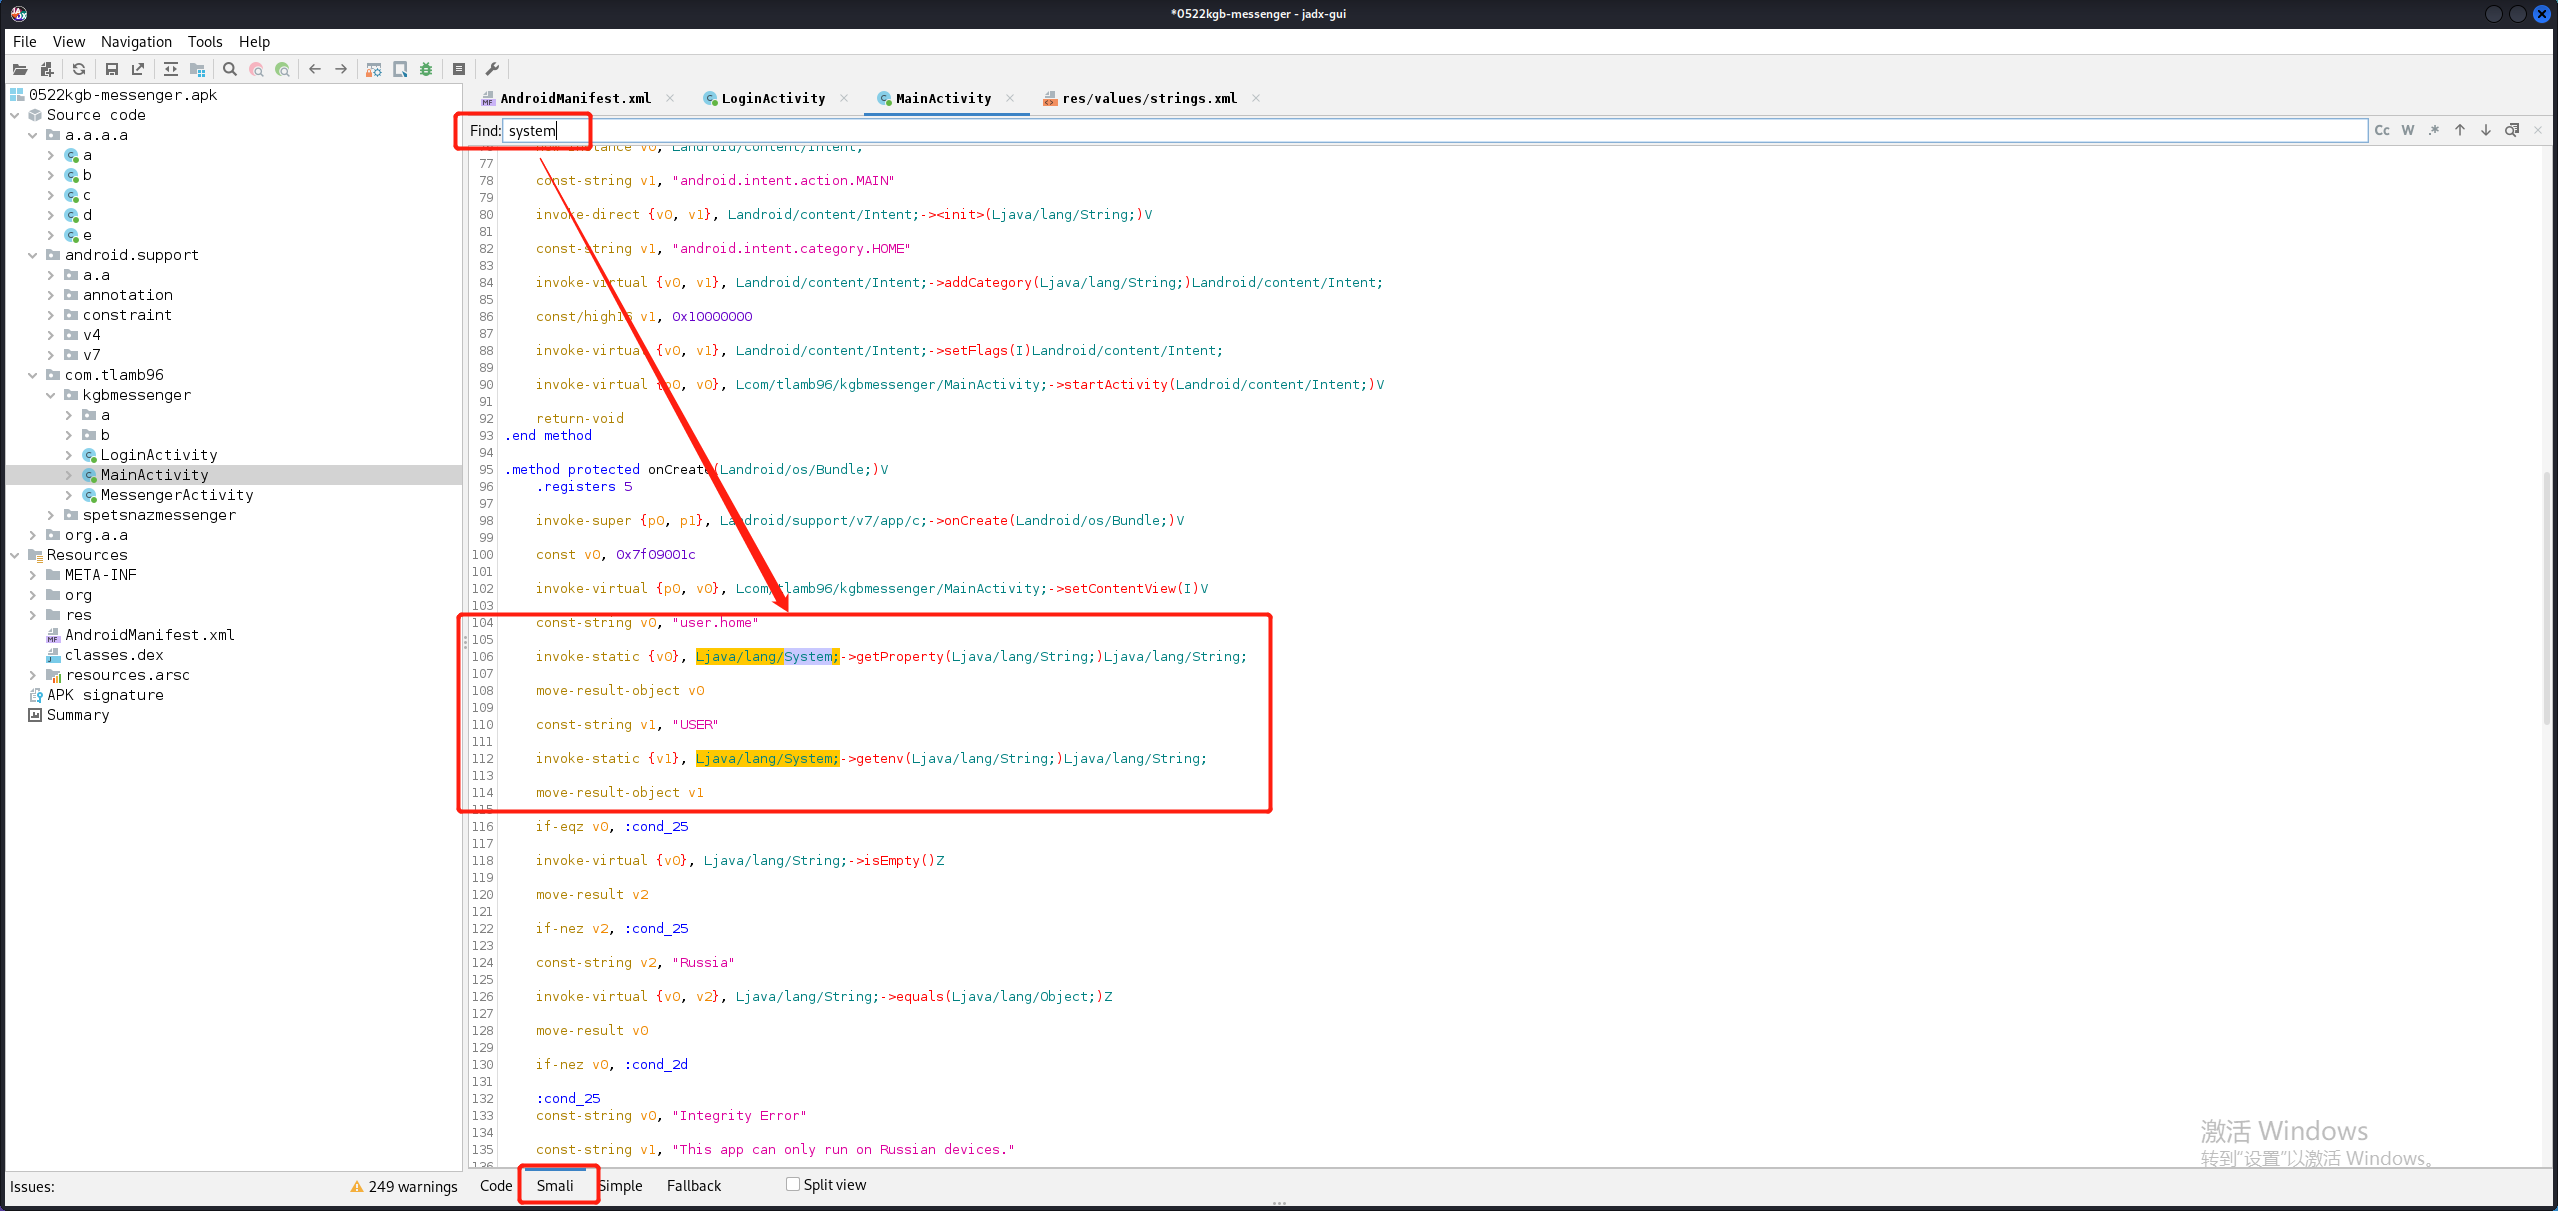 *0522kgb-messenger - jadx-gui
File View Navigation Tools Help
0522kgb-messenger.apk
Source code
a.a.a.a
a
b
c
d
e
android.support
a.a
annotation
constraint
v4
v7
com.tlamb96
kgbmessenger
a
b
LoginActivity
MainActivity
MessengerActivity
spetsnazmessenger
org.a.a
Resources
META-INF
org
res
AndroidManifest.xml
classes.dex
resources.arsc
APK signature
Summary
AndroidManifest.xml LoginActivity MainActivity res/values/strings.xml
Find: system Cc W .*
76 new-instance v0, Landroid/content/Intent;
77
78 const-string v1, "android.intent.action.MAIN"
79
80 invoke-direct {v0, v1}, Landroid/content/Intent;-><init>(Ljava/lang/String;)V
81
82 const-string v1, "android.intent.category.HOME"
83
84 invoke-virtual {v0, v1}, Landroid/content/Intent;->addCategory(Ljava/lang/String;)Landroid/content/Intent;
85
86 const/high16 v1, 0x10000000
87
88 invoke-virtual {v0, v1}, Landroid/content/Intent;->setFlags(I)Landroid/content/Intent;
89
90 invoke-virtual {p0, v0}, Lcom/tlamb96/kgbmessenger/MainActivity;->startActivity(Landroid/content/Intent;)V
91
92 return-void
93 .end method
94
95 .method protected onCreate(Landroid/os/Bundle;)V
96 .registers 5
97
98 invoke-super {p0, p1}, Landroid/support/v7/app/c;->onCreate(Landroid/os/Bundle;)V
99
100 const v0, 0x7f09001c
101
102 invoke-virtual {p0, v0}, Lcom/tlamb96/kgbmessenger/MainActivity;->setContentView(I)V
103
104 const-string v0, "user.home"
105
106 invoke-static {v0}, Ljava/lang/System;->getProperty(Ljava/lang/String;)Ljava/lang/String;
107
108 move-result-object v0
109
110 const-string v1, "USER"
111
112 invoke-static {v1}, Ljava/lang/System;->getenv(Ljava/lang/String;)Ljava/lang/String;
113
114 move-result-object v1
115
116 if-eqz v0, :cond_25
117
118 invoke-virtual {v0}, Ljava/lang/String;->isEmpty()Z
119
120 move-result v2
121
122 if-nez v2, :cond_25
123
124 const-string v2, "Russia"
125
126 invoke-virtual {v0, v2}, Ljava/lang/String;->equals(Ljava/lang/Object;)Z
127
128 move-result v0
129
130 if-nez v0, :cond_2d
131
132 :cond_25
133 const-string v0, "Integrity Error"
134
135 const-string v1, "This app can only run on Russian devices."
136
激活 Windows
转到"设置"以激活 Windows。
Issues: 249 warnings Code Smali Simple Fallback Split view